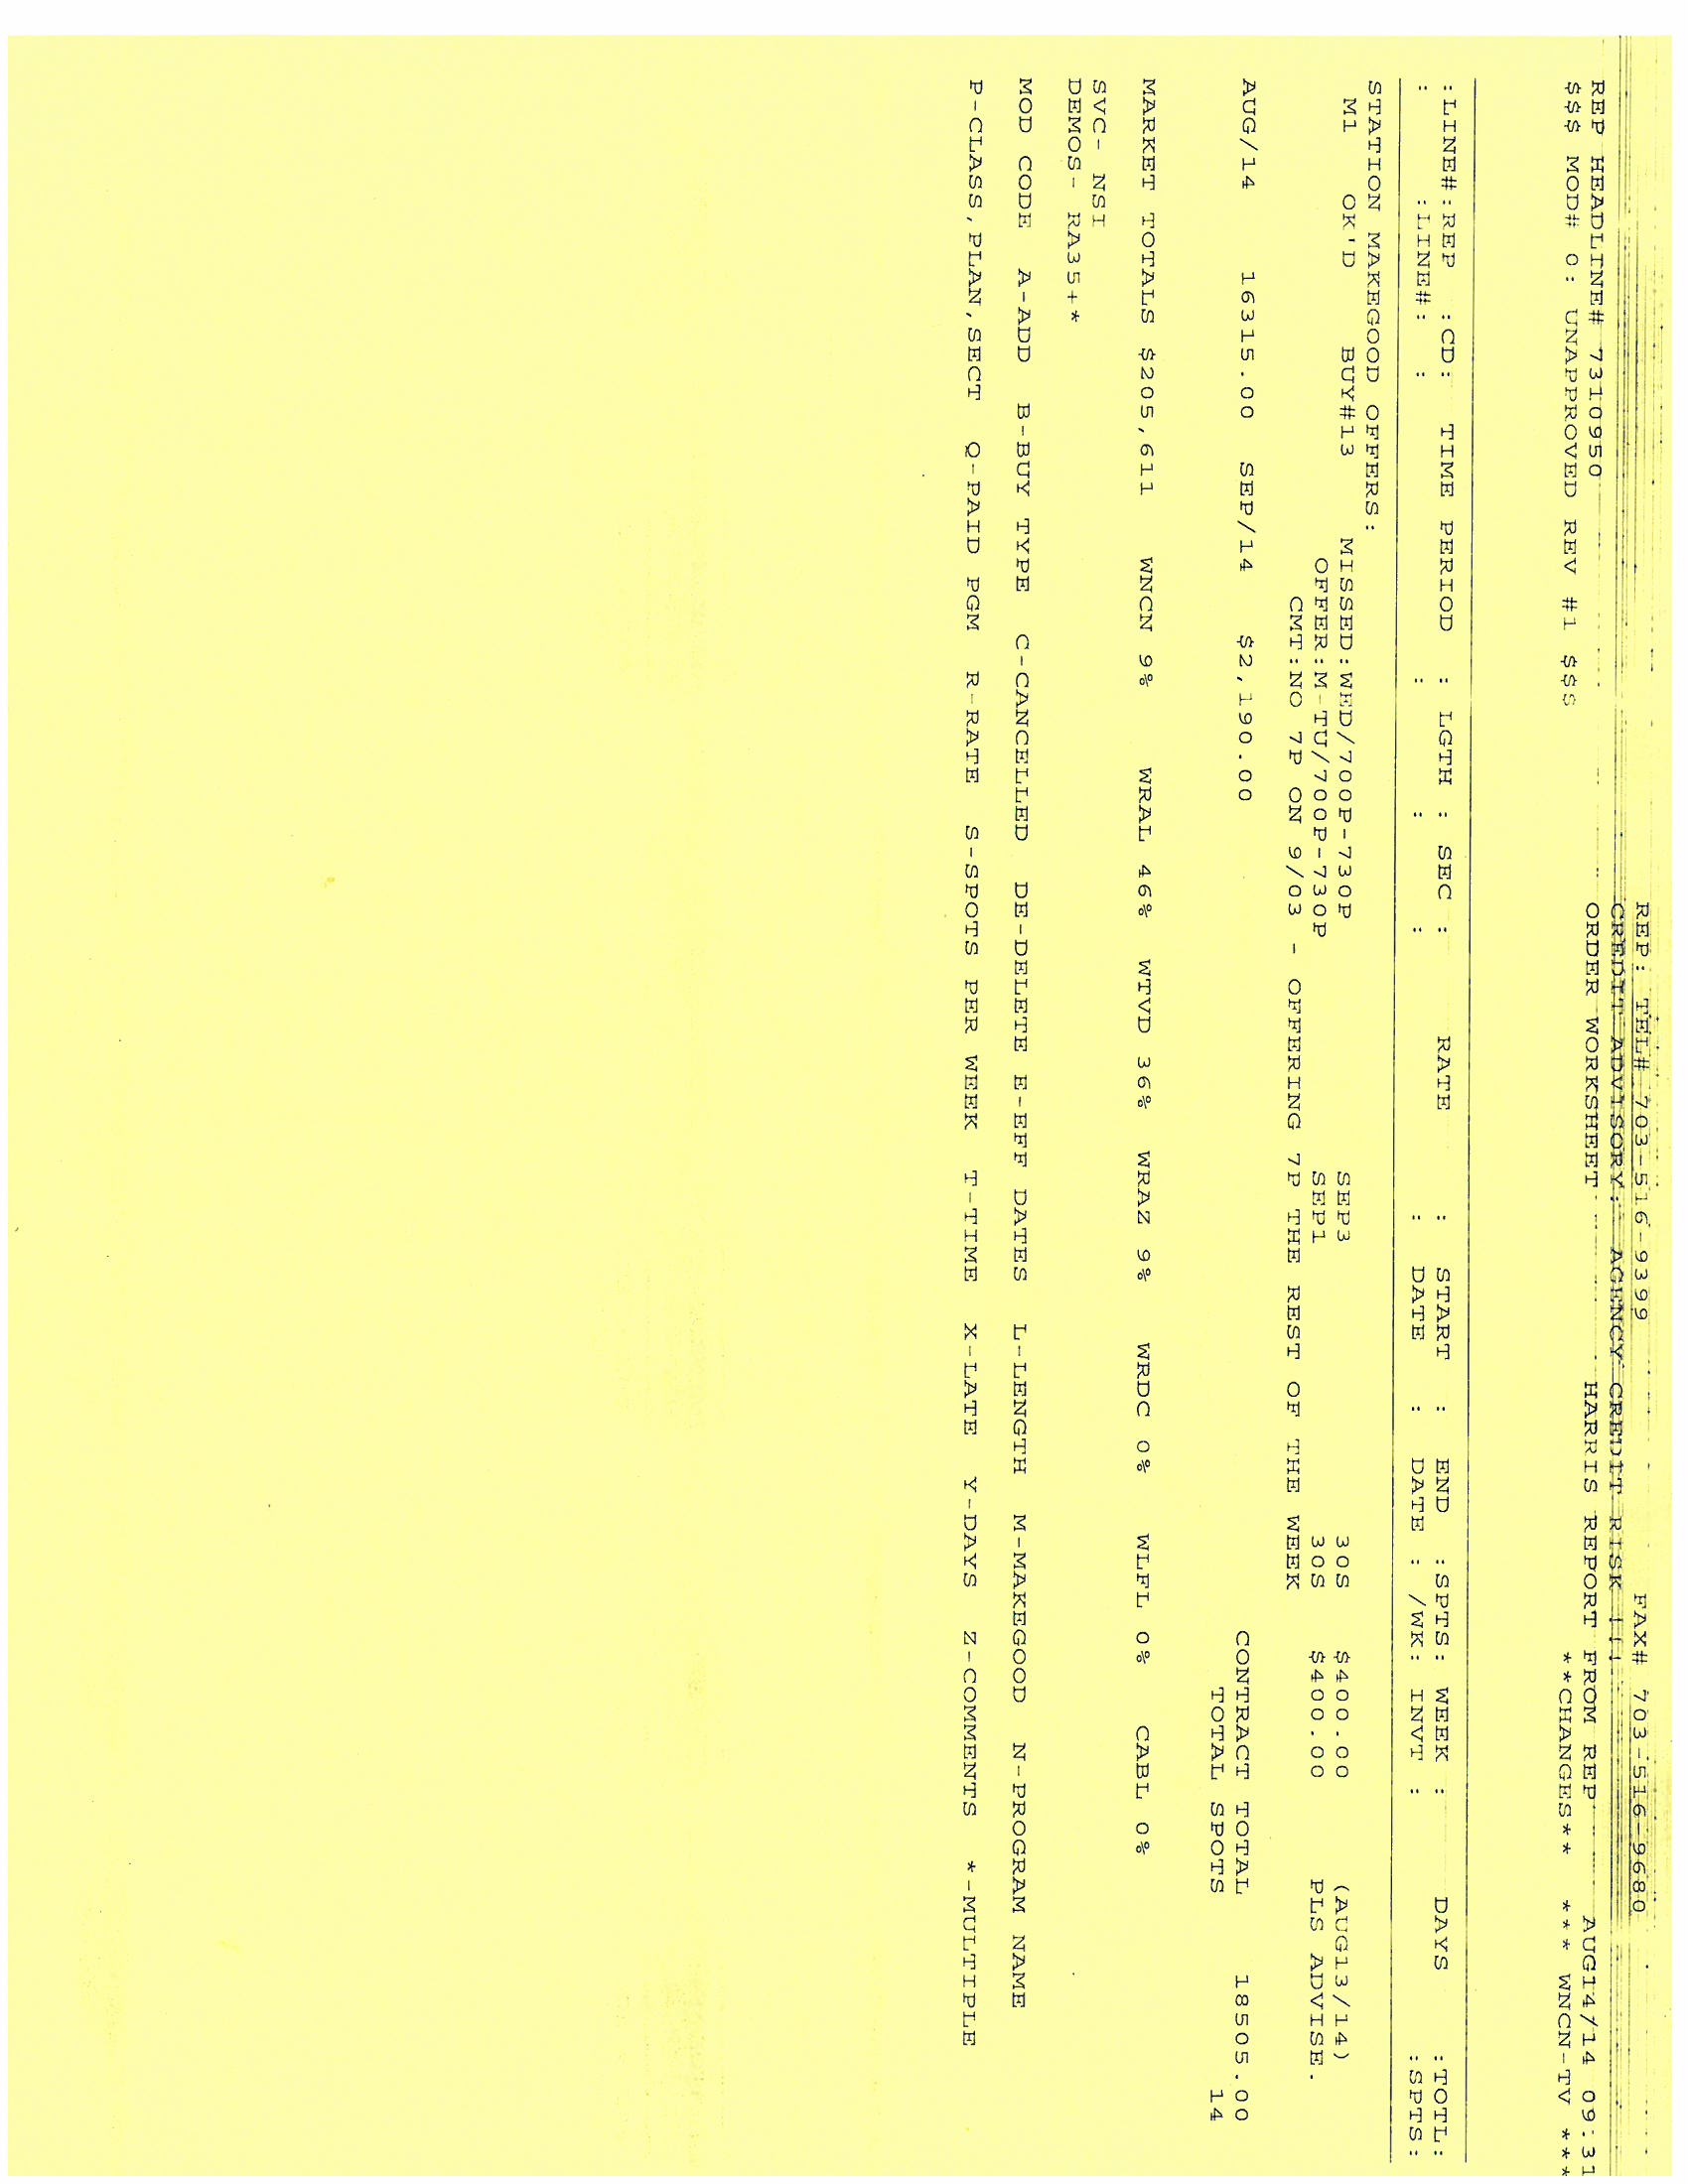 REP: TEL# 703-516-9399 FAX# 703-516-9680
CREDIT ADVISORY: AGENCY CREDIT RISK !!!
ORDER WORKSHEET HARRIS REPORT FROM REP AUG14/14 09:31
REP HEADLINE# 7310950
$$$ MOD# 0: UNAPPROVED REV #1 $$$ **CHANGES** *** WNCN-TV ***
:LINE#:REP :CD: TIME PERIOD : LGTH : SEC : RATE : START : END :SPTS: WEEK : DAYS :TOTL:
: :LINE#: : : : : : DATE : DATE : /WK: INVT : :SPTS:
STATION MAKEGOOD OFFERS:
M1 OK'D BUY#13 MISSED:WED/700P-730P SEP3 30S $400.00 (AUG13/14)
OFFER:M-TU/700P-730P SEP1 30S $400.00 PLS ADVISE.
CMT:NO 7P ON 9/03 - OFFERING 7P THE REST OF THE WEEK
AUG/14 16315.00 SEP/14 $2,190.00 CONTRACT TOTAL 18505.00
TOTAL SPOTS 14
MARKET TOTALS $205,611 WNCN 9% WRAL 46% WTVD 36% WRAZ 9% WRDC 0% WLFL 0% CABL 0%
SVC- NSI
DEMOS- RA35+*
MOD CODE A-ADD B-BUY TYPE C-CANCELLED DE-DELETE E-EFF DATES L-LENGTH M-MAKEGOOD N-PROGRAM NAME
P-CLASS,PLAN,SECT Q-PAID PGM R-RATE S-SPOTS PER WEEK T-TIME X-LATE Y-DAYS Z-COMMENTS *-MULTIPLE